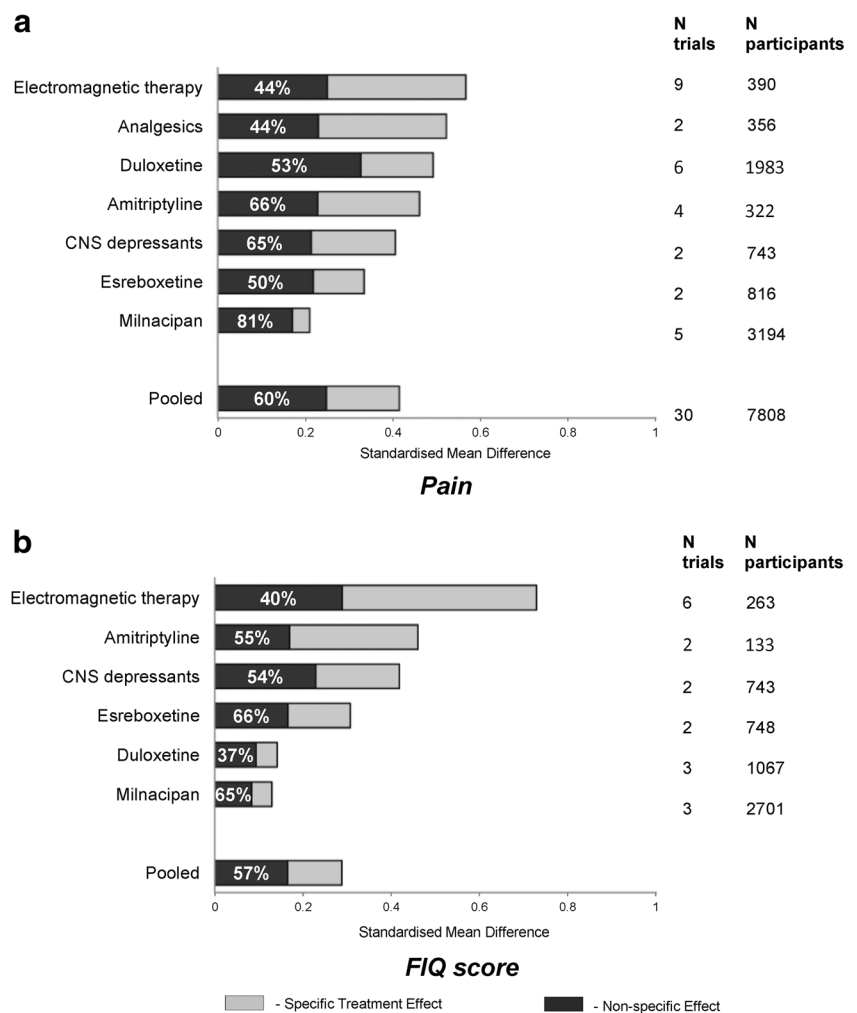 a
N trials
N participants
Electromagnetic therapy 44% 9 390
Analgesics 44% 2 356
Duloxetine 53% 6 1983
Amitriptyline 66% 4 322
CNS depressants 65% 2 743
Esreboxetine 50% 2 816
Milnacipan 81% 5 3194
Pooled 60% 30 7808
0 0.2 0.4 0.6 0.8 1
Standardised Mean Difference
Pain
b
N trials
N participants
Electromagnetic therapy 40% 6 263
Amitriptyline 55% 2 133
CNS depressants 54% 2 743
Esreboxetine 66% 2 748
Duloxetine 37% 3 1067
Milnacipan 65% 3 2701
Pooled 57%
0 0.2 0.4 0.6 0.8 1
Standardised Mean Difference
FIQ score
- Specific Treatment Effect - Non-specific Effect